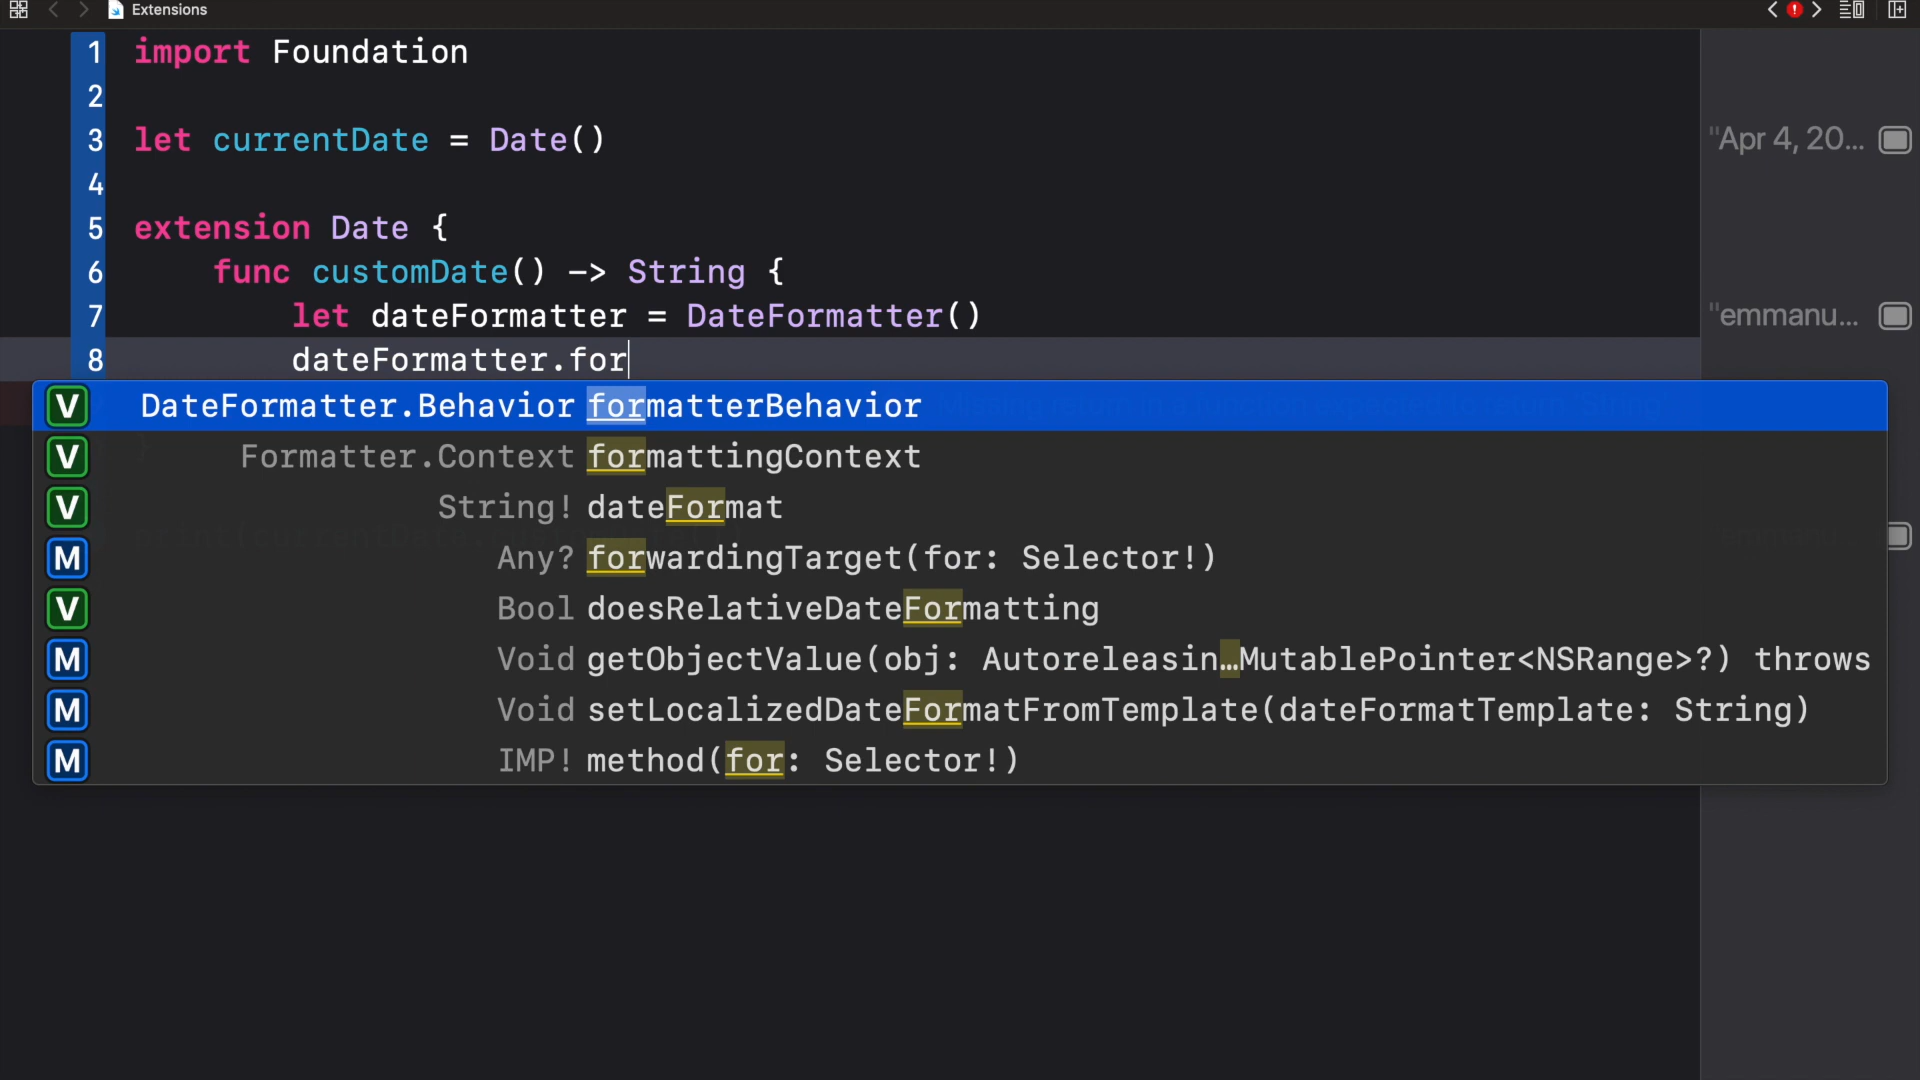 Extensions
1 import Foundation
2
3 let currentDate = Date()
"Apr 4, 20...
4
5 extension Date {
6 func customDate() -> String {
7 let dateFormatter = DateFormatter()
"emmanu...
8 dateFormatter.for
V DateFormatter.Behavior formatterBehavior
V Formatter.Context formattingContext
V String! dateFormat
M Any? forwardingTarget(for: Selector!)
V Bool doesRelativeDateFormatting
M Void getObjectValue(obj: Autoreleasin…MutablePointer<NSRange>?) throws
M Void setLocalizedDateFormatFromTemplate(dateFormatTemplate: String)
M IMP! method(for: Selector!)